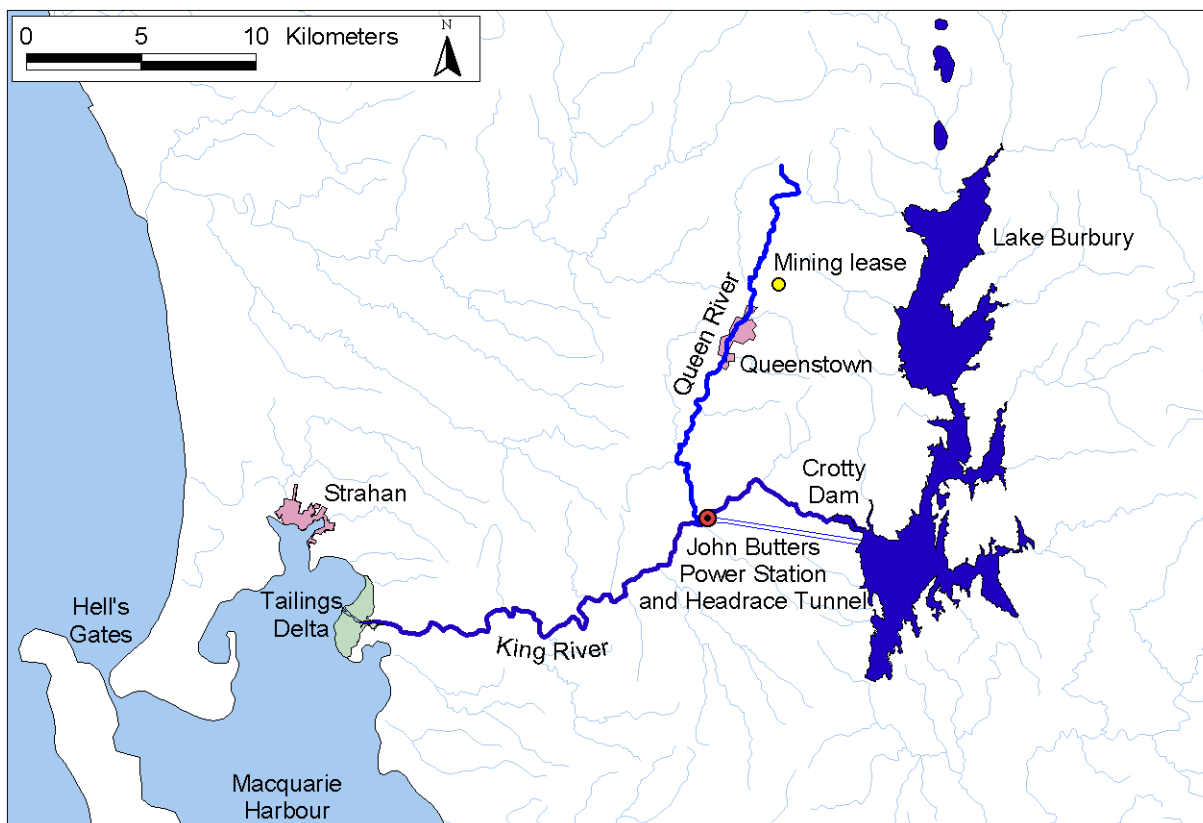 0 5 10 Kilometers
N
Lake Burbury
Mining lease
Queen River
Queenstown
Crotty
Dam
Strahan
John Butters
Power Station
and Headrace Tunnel
Tailings
Delta
Hell's
Gates
King River
Macquarie
Harbour